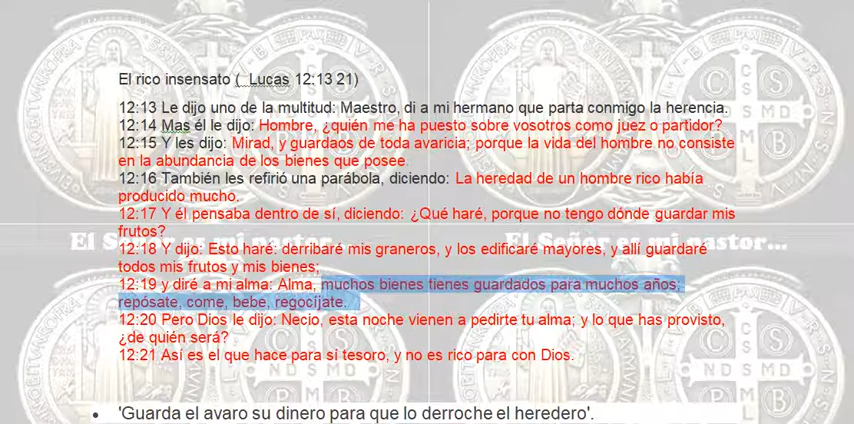 El rico insensato ( Lucas 12:13 21)
12:13 Le dijo uno de la multitud: Maestro, di a mi hermano que parta conmigo la herencia.
12:14 Mas él le dijo: Hombre, ¿quién me ha puesto sobre vosotros como juez o partidor?
12:15 Y les dijo: Mirad, y guardaos de toda avaricia; porque la vida del hombre no consiste
en la abundancia de los bienes que posee.
12:16 También les refirió una parábola, diciendo: La heredad de un hombre rico había
producido mucho.
12:17 Y él pensaba dentro de sí, diciendo: ¿Qué haré, porque no tengo dónde guardar mis
frutos?
12:18 Y dijo: Esto haré: derribaré mis graneros, y los edificaré mayores, y allí guardaré
todos mis frutos y mis bienes;
12:19 y diré a mi alma: Alma, muchos bienes tienes guardados para muchos años;
repósate, come, bebe, regocíjate.
12:20 Pero Dios le dijo: Necio, esta noche vienen a pedirte tu alma; y lo que has provisto,
¿de quién será?
12:21 Así es el que hace para sí tesoro, y no es rico para con Dios.
El Señor es mi pastor...
• 'Guarda el avaro su dinero para que lo derroche el heredero'.